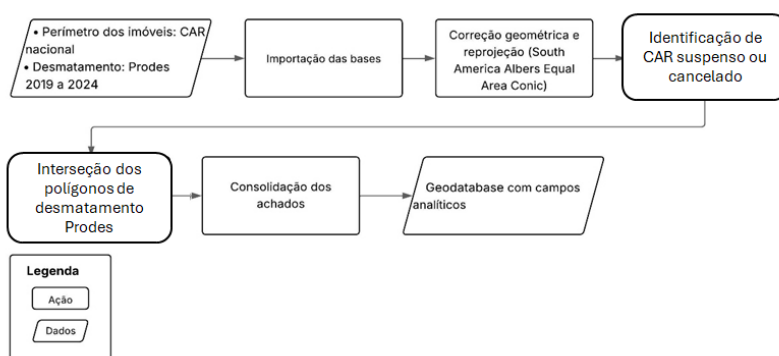 • Perímetro dos imóveis: CAR
nacional
• Desmatamento: Prodes
2019 a 2024
Importação das bases
Correção geométrica e
reprojeção (South
America Albers Equal
Area Conic)
Identificação de
CAR suspenso ou
cancelado
Interseção dos
polígonos de
desmatamento
Prodes
Consolidação dos
achados
Geodatabase com campos
analíticos
Legenda
Ação
Dados